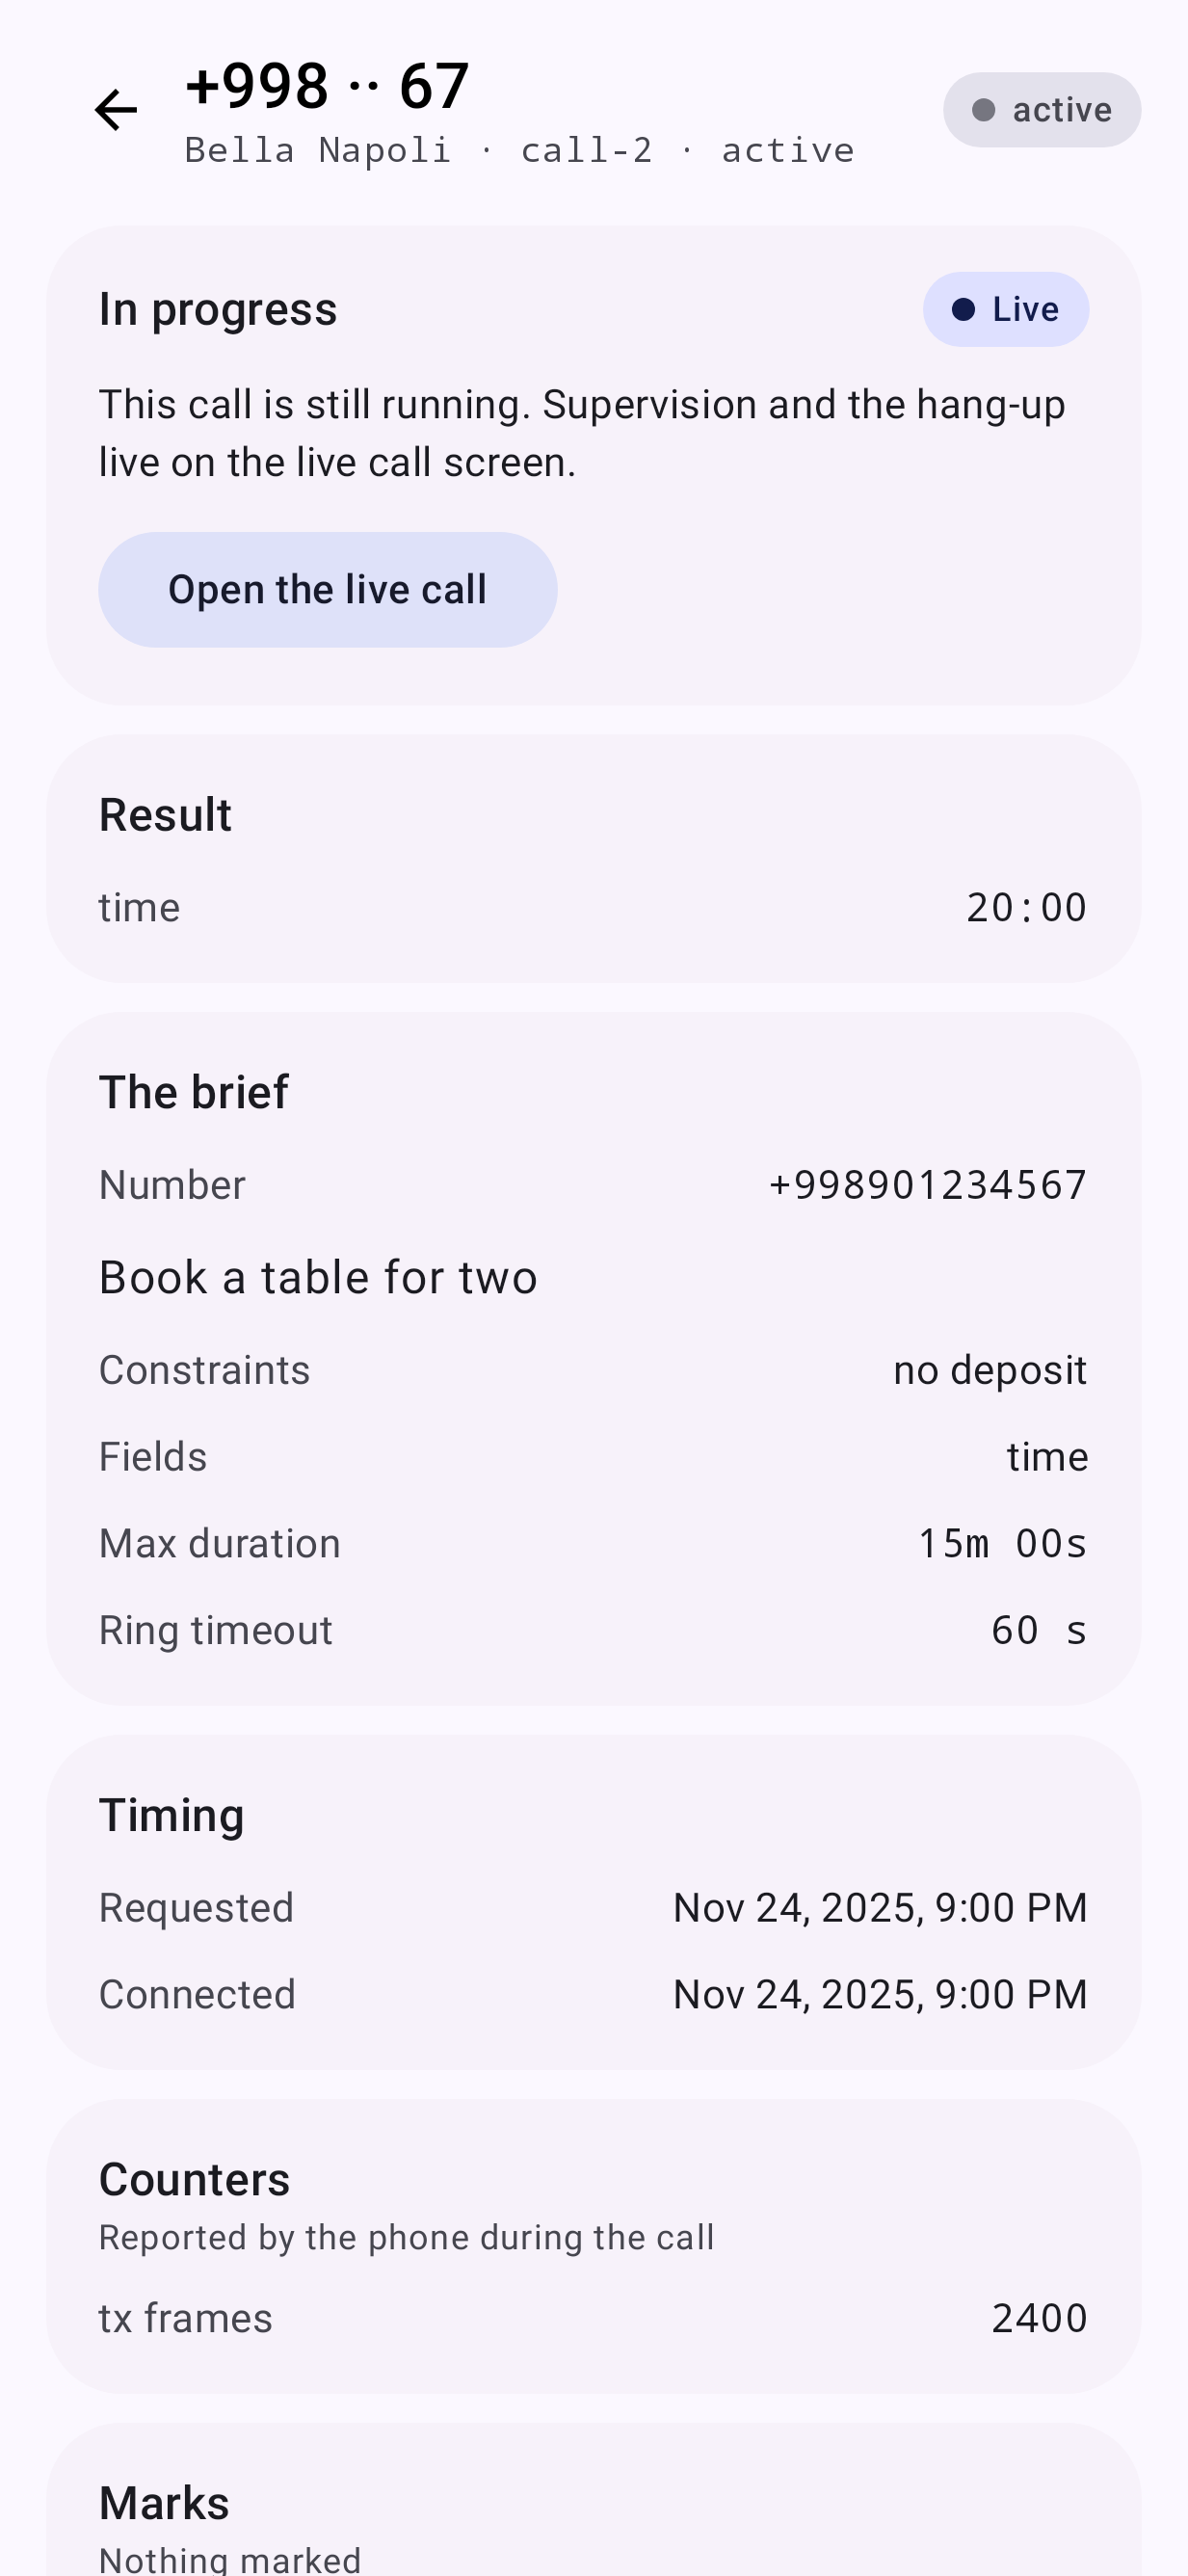 +998 ·· 67
Bella Napoli · call-2 · active
active
In progress
Live
This call is still running. Supervision and the hang-up
live on the live call screen.
Open the live call
Result
time 20:00
The brief
Number +998901234567
Book a table for two
Constraints no deposit
Fields time
Max duration 15m 00s
Ring timeout 60 s
Timing
Requested Nov 24, 2025, 9:00 PM
Connected Nov 24, 2025, 9:00 PM
Counters
Reported by the phone during the call
tx frames 2400
Marks
Nothing marked